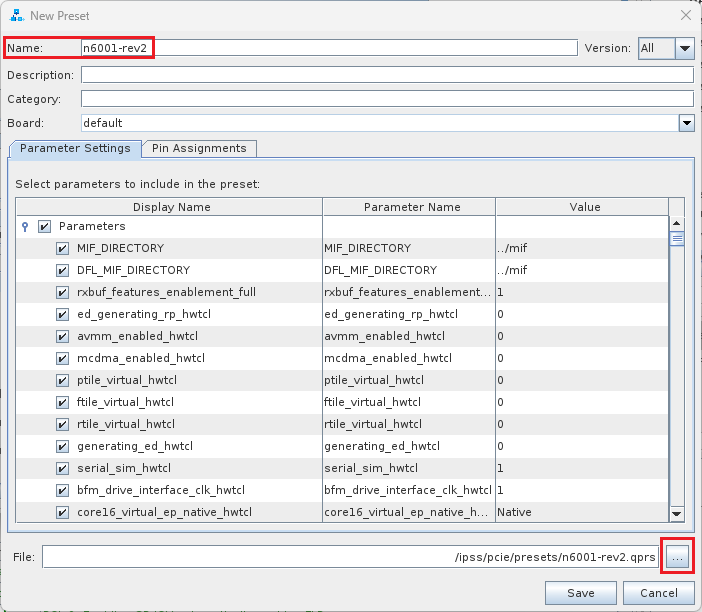 New Preset
Name: n6001-rev2 Version: All
Description:
Category:
Board: default
Parameter Settings Pin Assignments
Select parameters to include in the preset:
Display Name Parameter Name Value
Parameters
MIF_DIRECTORY MIF_DIRECTORY ../mif
DFL_MIF_DIRECTORY DFL_MIF_DIRECTORY ../mif
rxbuf_features_enablement_full rxbuf_features_enablement... 1
ed_generating_rp_hwtcl ed_generating_rp_hwtcl 0
avmm_enabled_hwtcl avmm_enabled_hwtcl 0
mcdma_enabled_hwtcl mcdma_enabled_hwtcl 0
ptile_virtual_hwtcl ptile_virtual_hwtcl 0
ftile_virtual_hwtcl ftile_virtual_hwtcl 0
rtile_virtual_hwtcl rtile_virtual_hwtcl 0
generating_ed_hwtcl generating_ed_hwtcl 0
serial_sim_hwtcl serial_sim_hwtcl 1
bfm_drive_interface_clk_hwtcl bfm_drive_interface_clk_hwtcl 1
core16_virtual_ep_native_hwtcl core16_virtual_ep_native_h... Native
File: /ipss/pcie/presets/n6001-rev2.qprs ...
Save Cancel